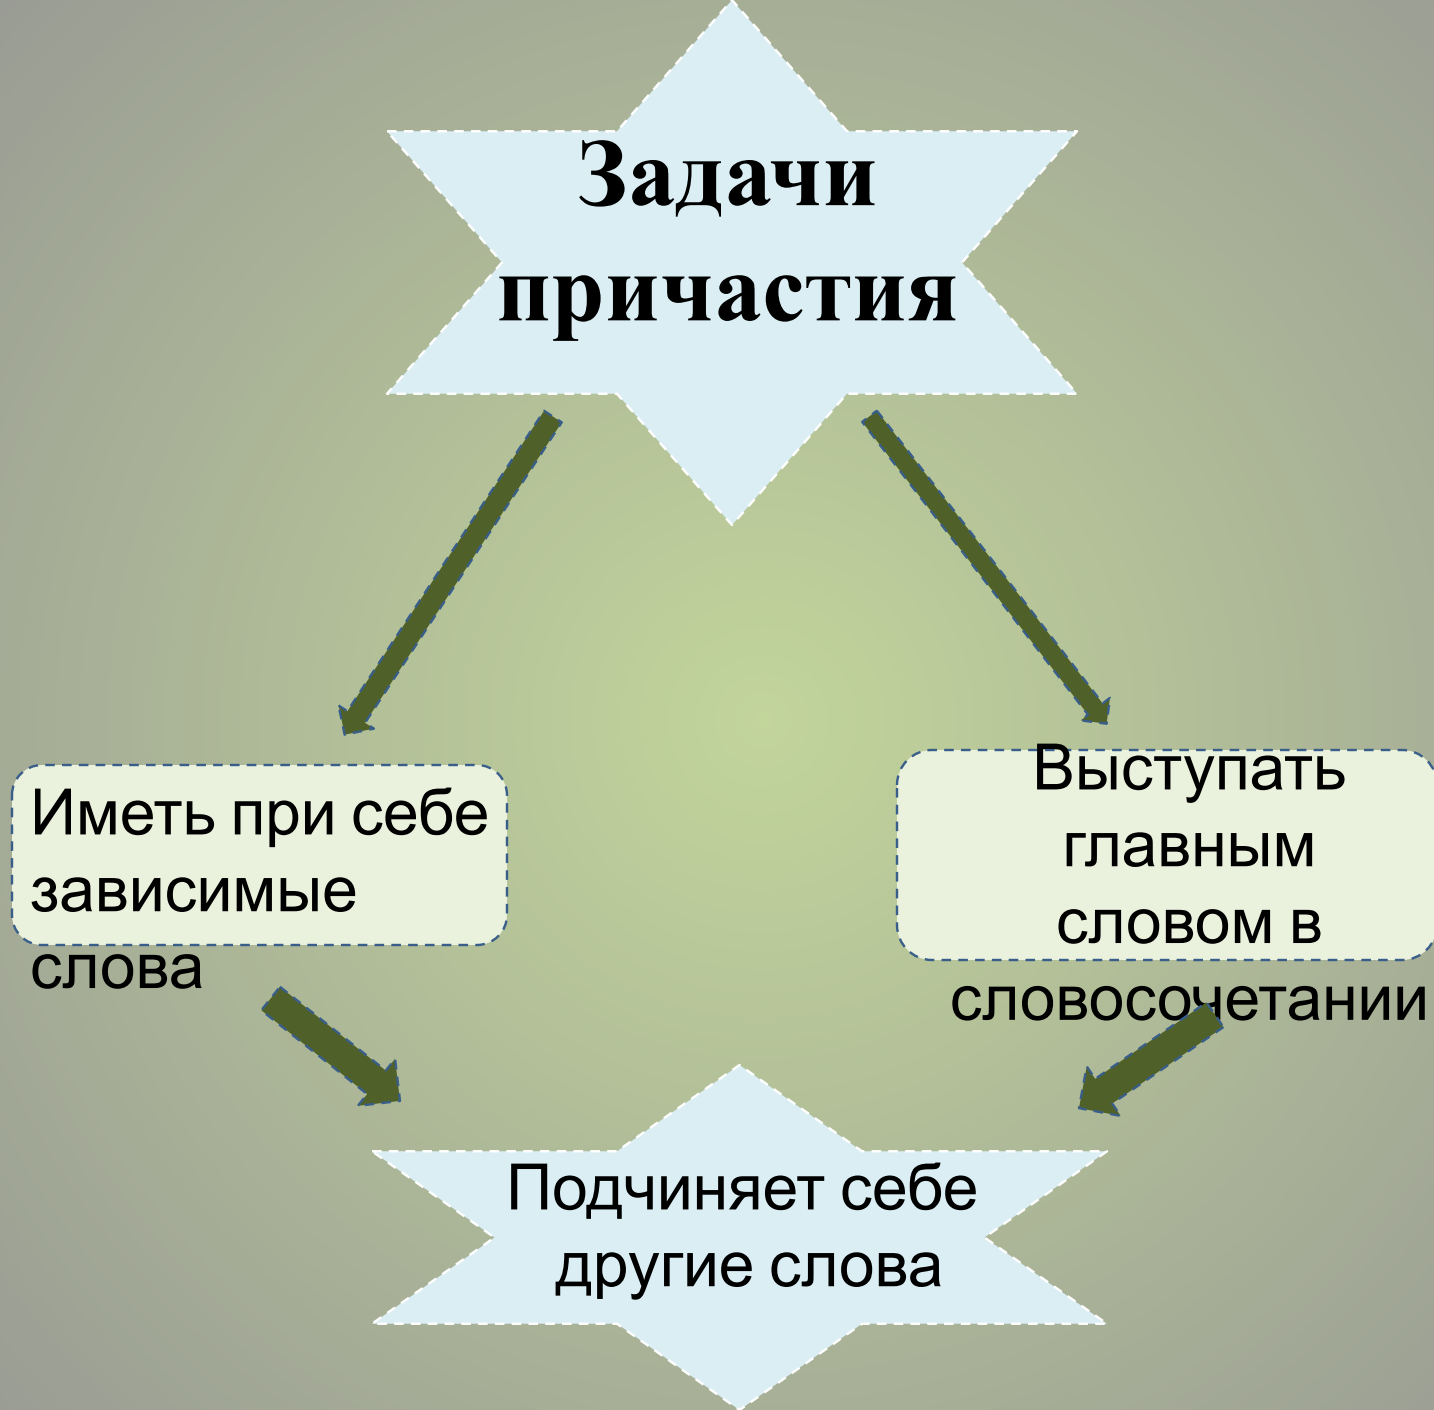 Задачи
причастия
Иметь при себе
зависимые
слова
Выступать
главным
словом в
словосочетании
Подчиняет себе
другие слова